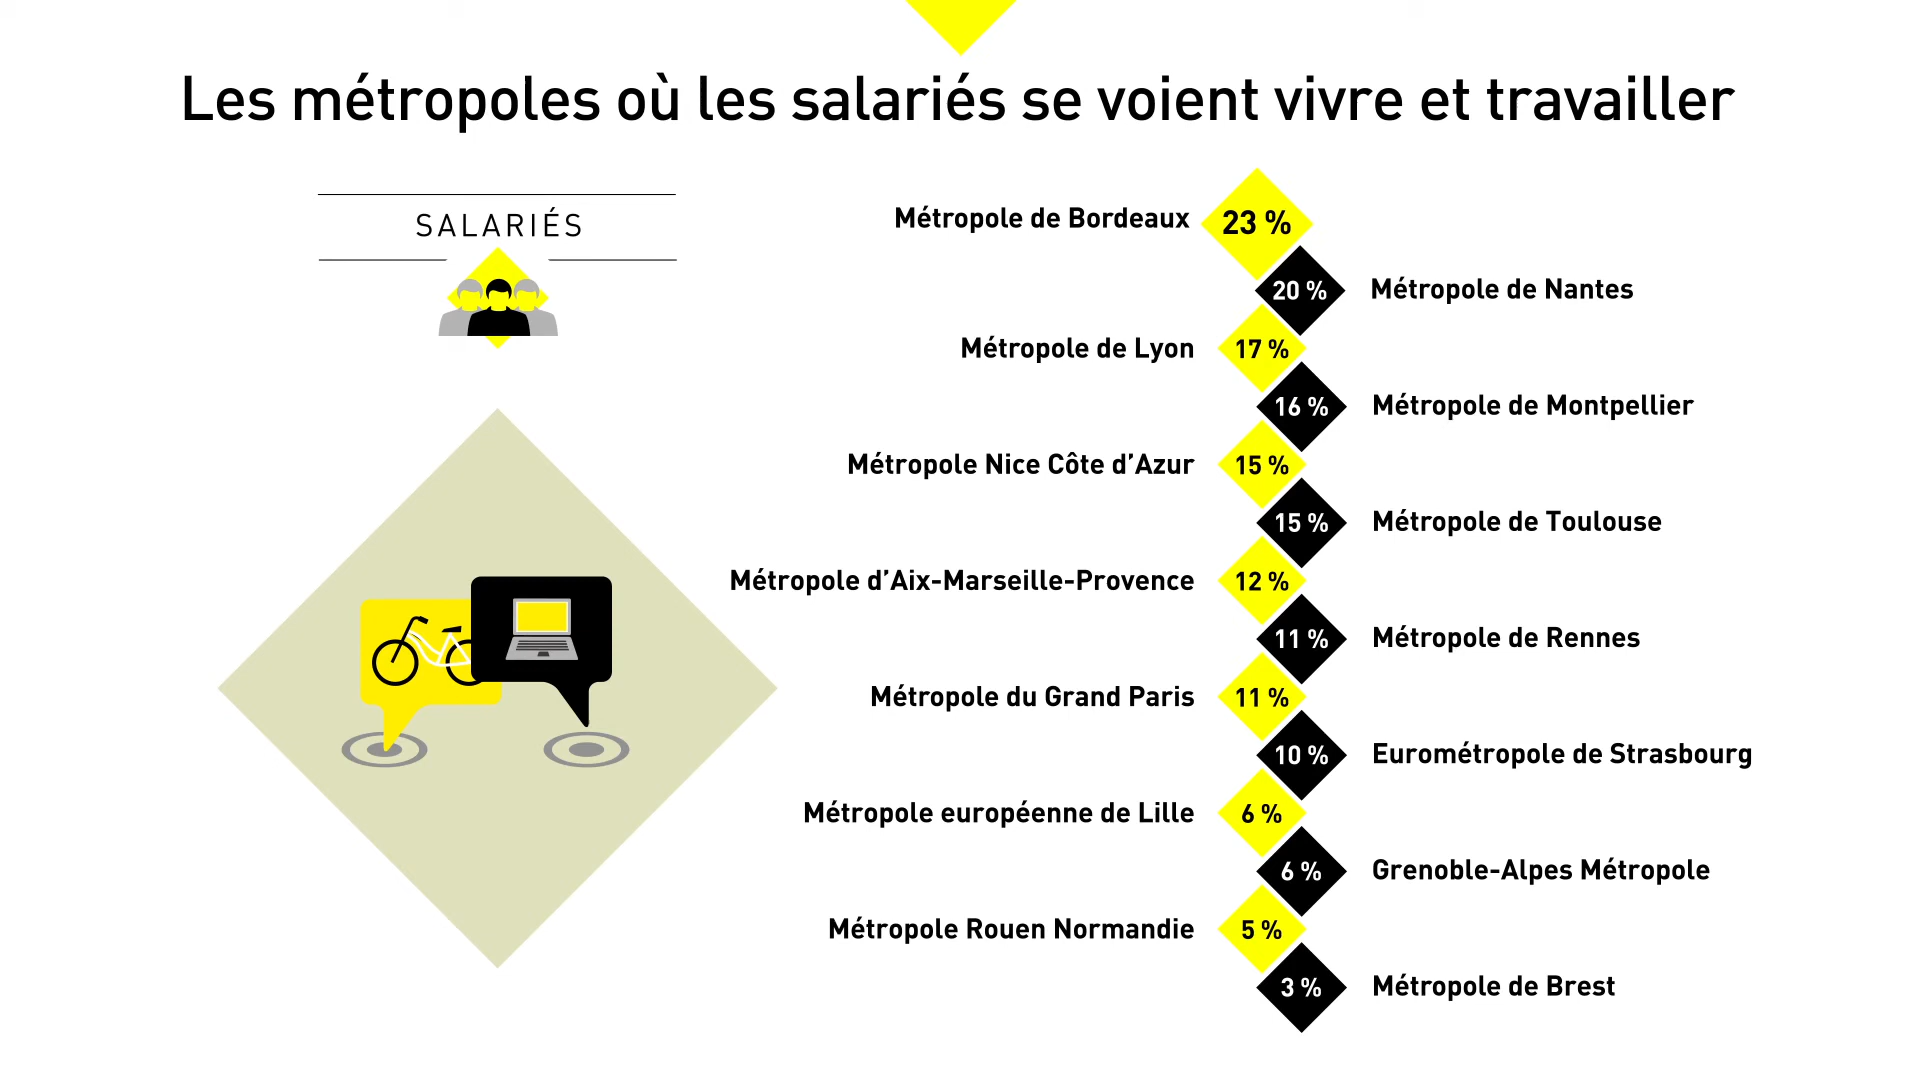 Les métropoles où les salariés se voient vivre et travailler
SALARIÉS
Métropole de Bordeaux 23 %
20 % Métropole de Nantes
Métropole de Lyon 17 %
16 % Métropole de Montpellier
Métropole Nice Côte d’Azur 15 %
15 % Métropole de Toulouse
Métropole d’Aix-Marseille-Provence 12 %
11 % Métropole de Rennes
Métropole du Grand Paris 11 %
10 % Eurométropole de Strasbourg
Métropole européenne de Lille 6 %
6 % Grenoble-Alpes Métropole
Métropole Rouen Normandie 5 %
3 % Métropole de Brest